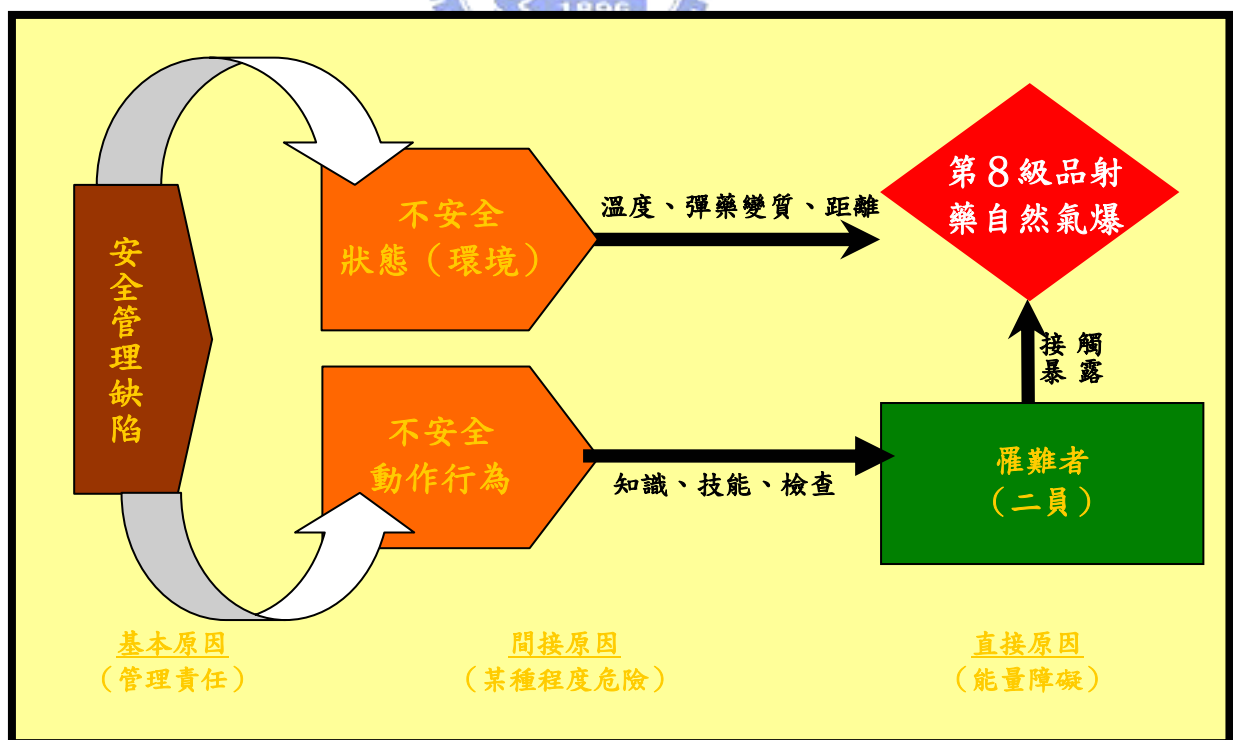 1896
安全管理缺陷
不安全
狀態（環境）
溫度、彈藥變質、距離
第８級品射
藥自然氣爆
接觸
暴露
不安全
動作行為
知識、技能、檢查
罹難者
（二員）
基本原因
（管理責任）
間接原因
（某種程度危險）
直接原因
（能量障礙）